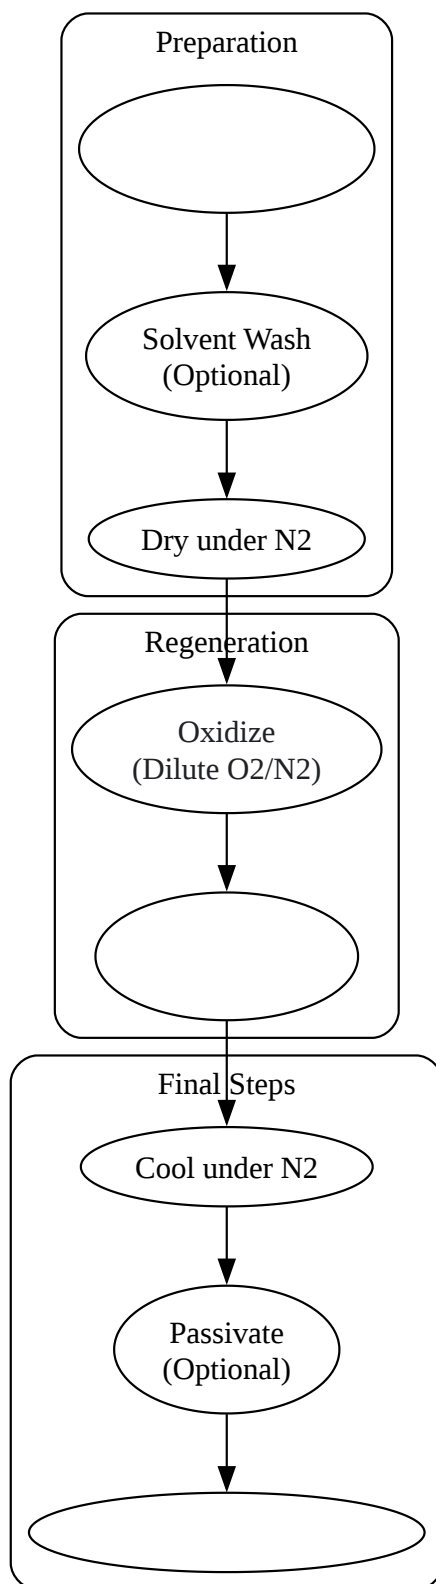 Preparation
Solvent Wash
(Optional)
Dry under N2
Regeneration
Oxidize
(Dilute O2/N2)
Final Steps
Cool under N2
Passivate
(Optional)